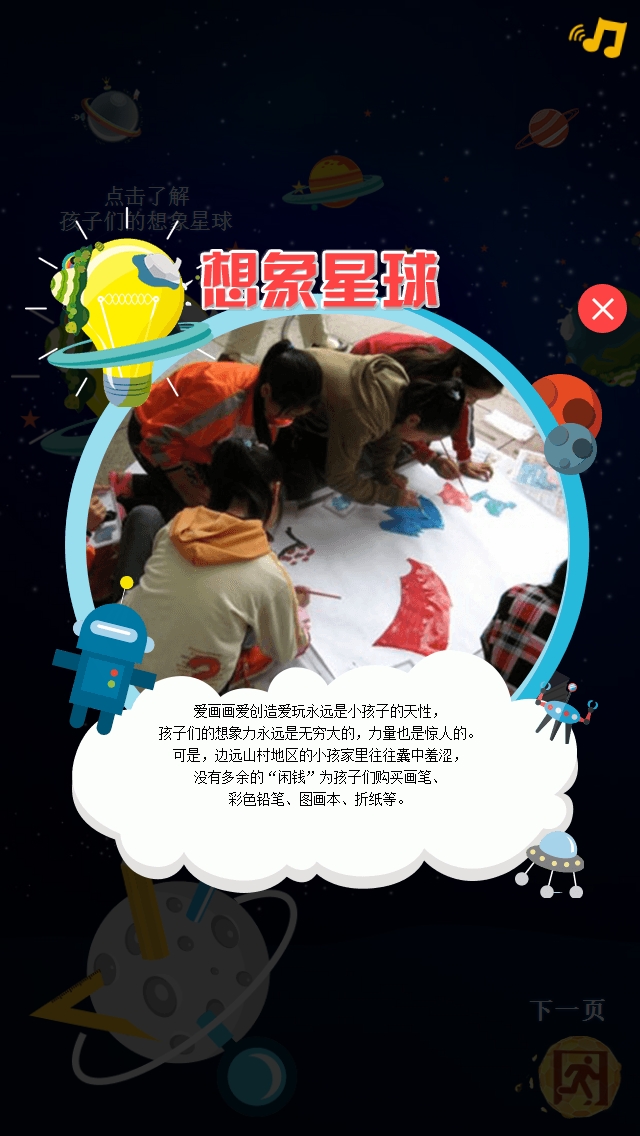 点击了解
孩子们的想象星球
想象星球
爱画画爱创造爱玩永远是小孩子的天性，
孩子们的想象力永远是无穷大的，力量也是惊人的。
可是，边远山村地区的小孩家里往往囊中羞涩，
没有多余的“闲钱”为孩子们购买画笔、
彩色铅笔、图画本、折纸等。
下一页